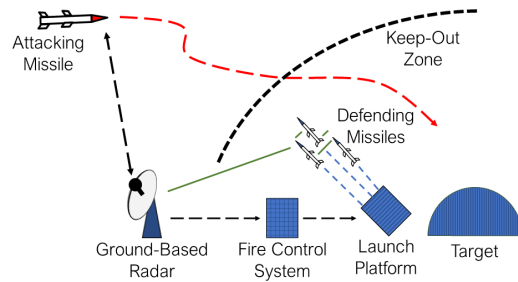 Attacking
Missile
Keep-Out
Zone
Defending
Missiles
Ground-Based
Radar
Fire Control
System
Launch
Platform
Target